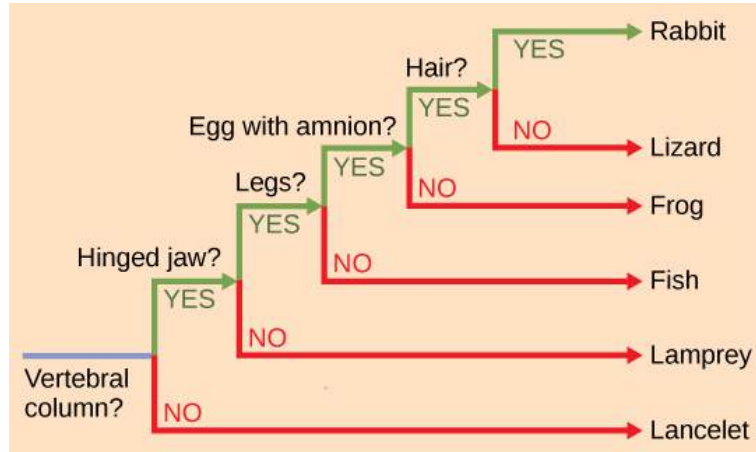 Rabbit
YES
Hair?
YES
NO
Lizard
Egg with amnion?
YES
NO
Frog
Legs?
YES
NO
Fish
Hinged jaw?
YES
NO
Lamprey
Vertebral
column?
NO
Lancelet